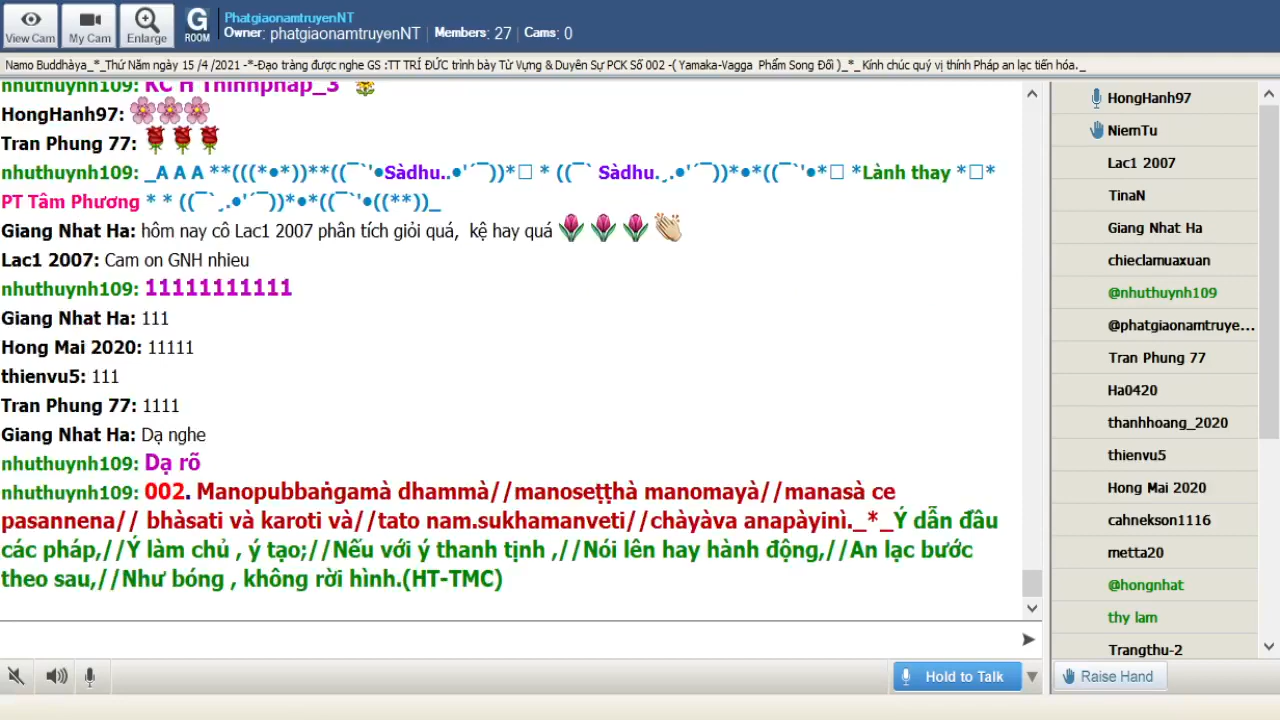 View Cam
My Cam
Enlarge
G
ROOM
PhatgiaonamtruyenNT
Owner: phatgiaonamtruyenNT | Members: 27 | Cams: 0
Namo Buddhàya_*_Thứ Năm ngày 15 /4 /2021 -*-Đạo tràng được nghe GS :TT TRÍ ĐỨC trình bày Từ Vựng & Duyên Sự PCK Số 002 -( Yamaka-Vagga Phẩm Song Đối )_*_Kính chúc quý vị thính Pháp an lạc tiến hóa._
nhuthuynh109: KC H Thinhpháp_3
HongHanh97: 🌸🌸🌸
Tran Phung 77: 🌹🌹🌹
nhuthuynh109: _A A A **(((*•*))**((¯`'•Sàdhu..•'´¯))*□ * ((¯` Sàdhu.¸.•'´¯))*•*((¯`'•*□ *Lành thay *□*
PT Tâm Phương * * ((¯`¸.•'´¯))*•*((¯`'•((**))_
Giang Nhat Ha: hôm nay cô Lac1 2007 phân tích giỏi quá, kệ hay quá 🌷🌷🌷👏
Lac1 2007: Cam on GNH nhieu
nhuthuynh109: 11111111111
Giang Nhat Ha: 111
Hong Mai 2020: 11111
thienvu5: 111
Tran Phung 77: 1111
Giang Nhat Ha: Dạ nghe
nhuthuynh109: Dạ rõ
nhuthuynh109: 002. Manopubbaṅgamà dhammà//manoseṭṭhà manomayà//manasà ce
pasannena// bhàsati và karoti và//tato nam.sukhamanveti//chàyàva anapàyinì._*_Ý dẫn đầu
các pháp,//Ý làm chủ , ý tạo;//Nếu với ý thanh tịnh ,//Nói lên hay hành động,//An lạc bước
theo sau,//Như bóng , không rời hình.(HT-TMC)
Hold to Talk
HongHanh97
NiemTu
Lac1 2007
TinaN
Giang Nhat Ha
chieclamuaxuan
@nhuthuynh109
@phatgiaonamtruye...
Tran Phung 77
Ha0420
thanhhoang_2020
thienvu5
Hong Mai 2020
cahnekson1116
metta20
@hongnhat
thy lam
Trangthu-2
Raise Hand